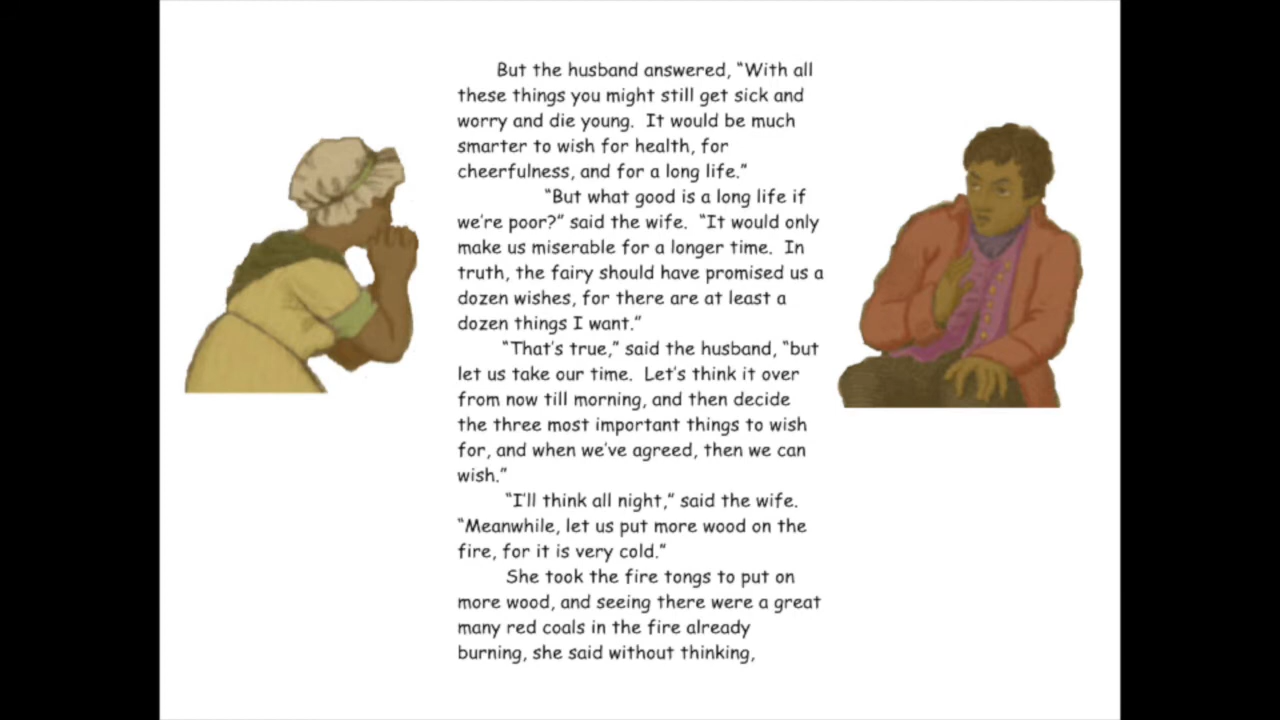 But the husband answered, “With all
these things you might still get sick and
worry and die young.  It would be much
smarter to wish for health, for
cheerfulness, and for a long life.”
“But what good is a long life if
we’re poor?” said the wife.  “It would only
make us miserable for a longer time.  In
truth, the fairy should have promised us a
dozen wishes, for there are at least a
dozen things I want.”
“That’s true,” said the husband, “but
let us take our time.  Let’s think it over
from now till morning, and then decide
the three most important things to wish
for, and when we’ve agreed, then we can
wish.”
“I’ll think all night,” said the wife.
“Meanwhile, let us put more wood on the
fire, for it is very cold.”
She took the fire tongs to put on
more wood, and seeing there were a great
many red coals in the fire already
burning, she said without thinking,